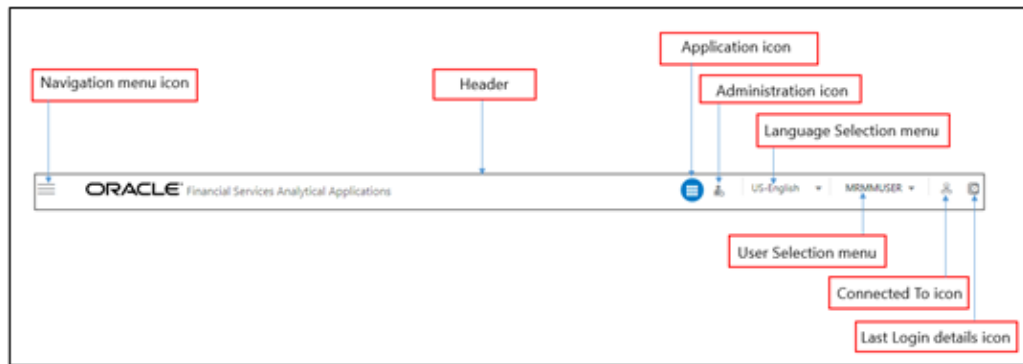 Application icon
Navigation menu icon
Header
Administration icon
Language Selection menu
ORACLE Financial Services Analytical Applications
US-English
MRMMUSER
User Selection menu
Connected To icon
Last Login details icon